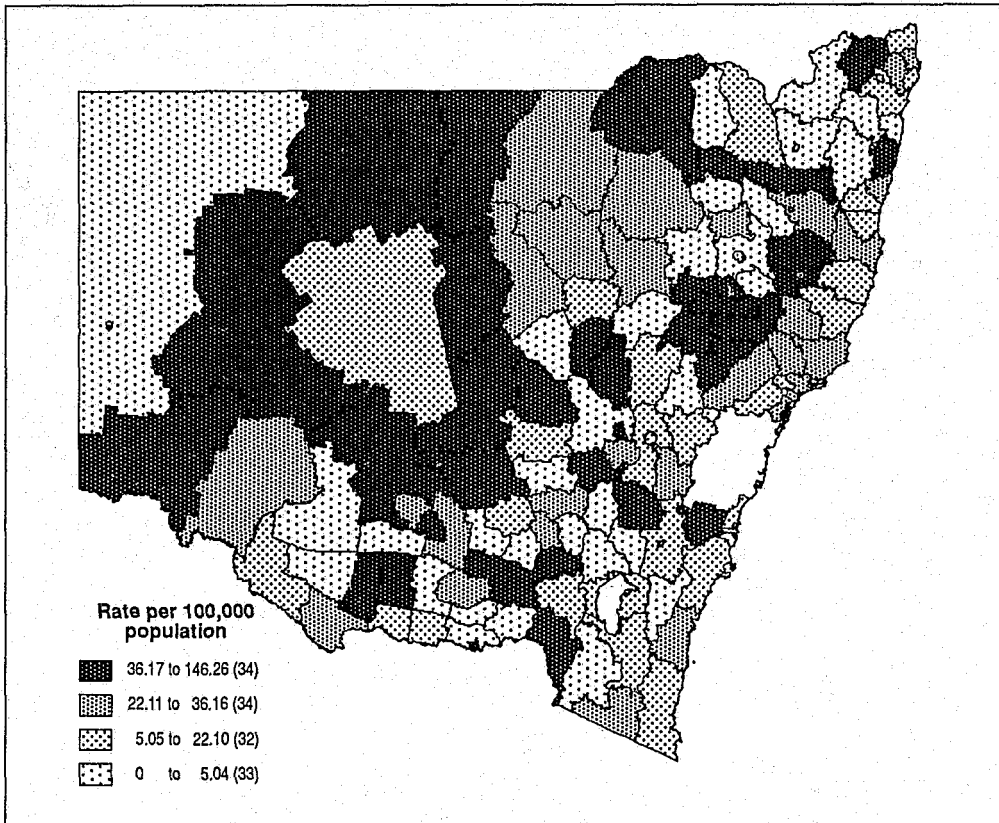 Rate per 100,000
population
36.17 to 146.26 (34)
22.11 to 36.16 (34)
5.05 to 22.10 (32)
0 to 5.04 (33)